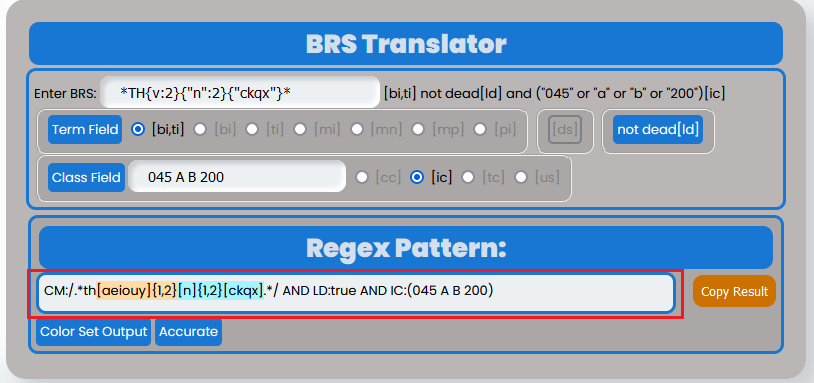 BRS Translator
Enter BRS: *TH{v:2}{"n":2}{"ckqx"}* [bi,ti] not dead[ld] and ("045" or "a" or "b" or "200")[ic]
Term Field [bi,ti] [bi] [ti] [mi] [mn] [mp] [pi] [ds] not dead[ld]
Class Field 045 A B 200 [cc] [ic] [tc] [us]
Regex Pattern:
CM:/.*th[aeiouy]{1,2}[n]{1,2}[ckqx].*/ AND LD:true AND IC:(045 A B 200) Copy Result
Color Set Output Accurate